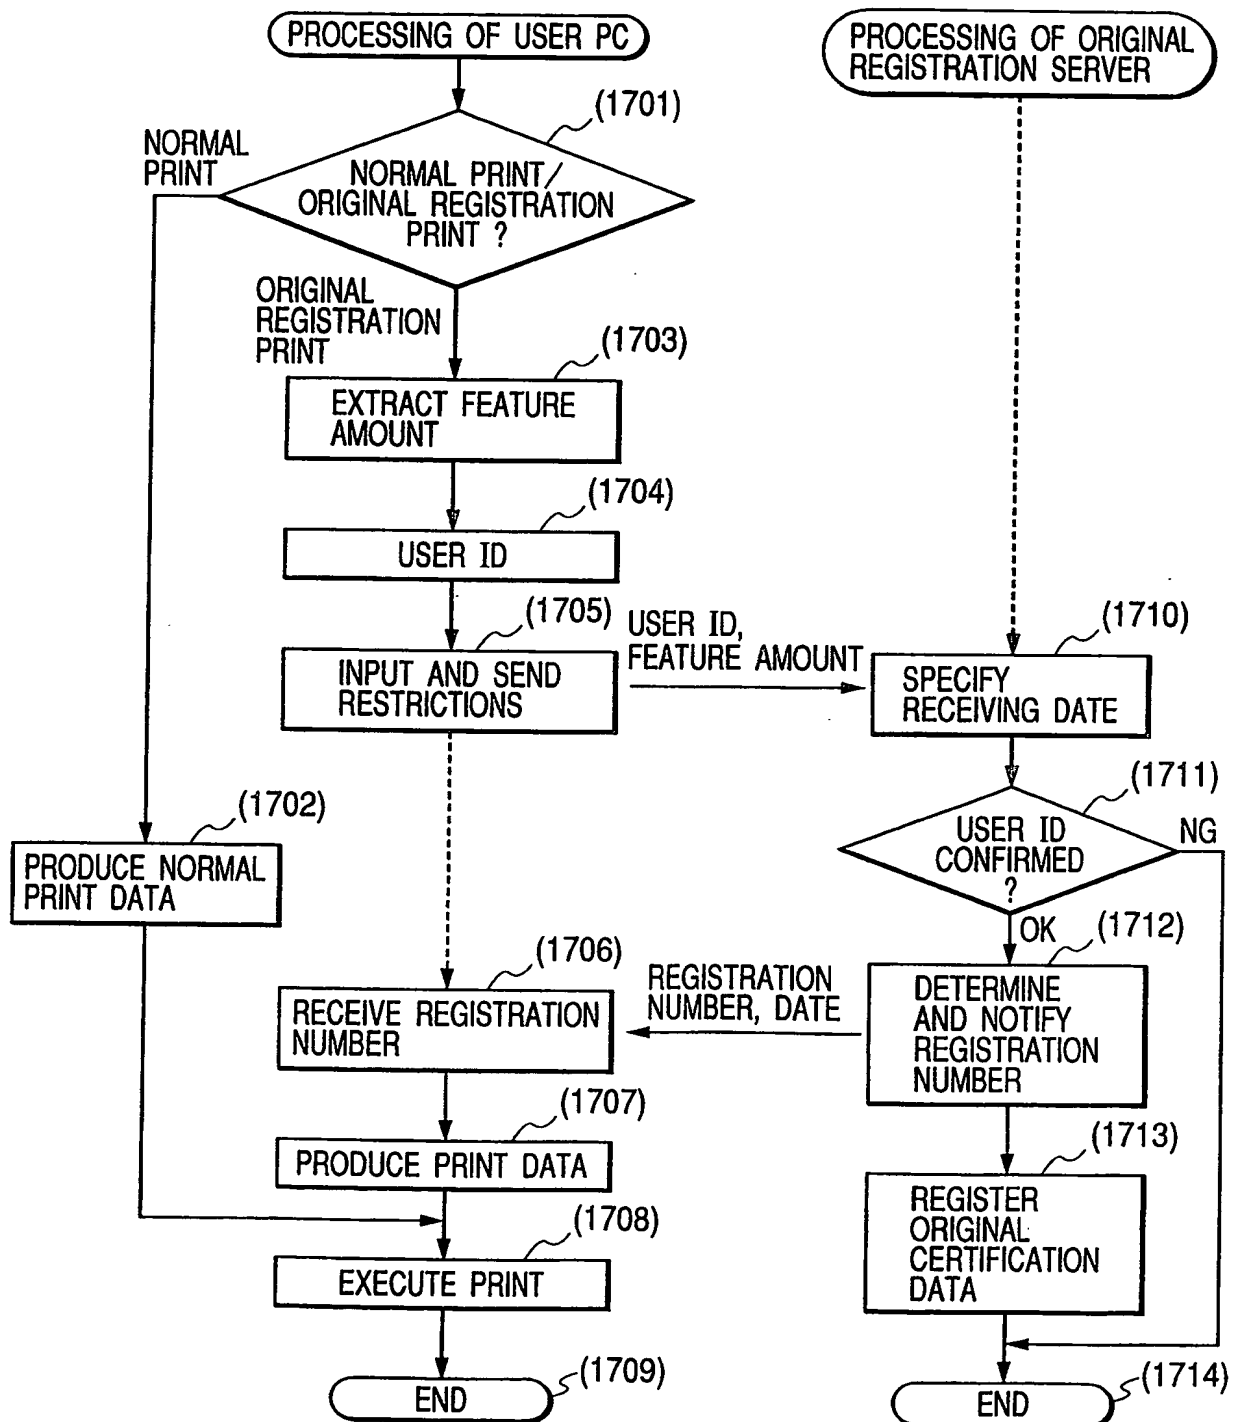 PROCESSING OF USER PC
PROCESSING OF ORIGINAL
REGISTRATION SERVER
(1701)
NORMAL
PRINT
NORMAL PRINT/
ORIGINAL REGISTRATION
PRINT ?
ORIGINAL
REGISTRATION
PRINT
(1703)
EXTRACT FEATURE
AMOUNT
(1704)
USER ID
(1705)
INPUT AND SEND
RESTRICTIONS
USER ID,
FEATURE AMOUNT
(1710)
SPECIFY
RECEIVING DATE
(1711)
USER ID
CONFIRMED
?
NG
OK
(1702)
PRODUCE NORMAL
PRINT DATA
(1706)
RECEIVE REGISTRATION
NUMBER
REGISTRATION
NUMBER, DATE
(1712)
DETERMINE
AND NOTIFY
REGISTRATION
NUMBER
(1707)
PRODUCE PRINT DATA
(1713)
REGISTER
ORIGINAL
CERTIFICATION
DATA
(1708)
EXECUTE PRINT
END
(1709)
END
(1714)